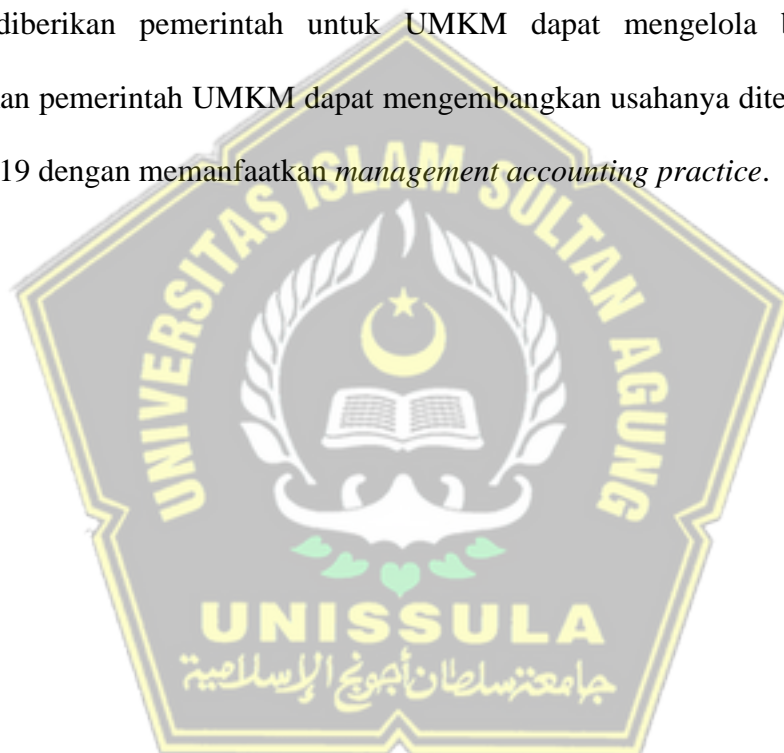 diberikan pemerintah untuk UMKM dapat mengelola
an pemerintah UMKM dapat mengembangkan usahanya dite
19 dengan memanfaatkan management accounting practice.
UNIVERSITAS ISLAM SULTAN AGUNG
UNISSULA
جامعة سلطان أجونج الإسلامية